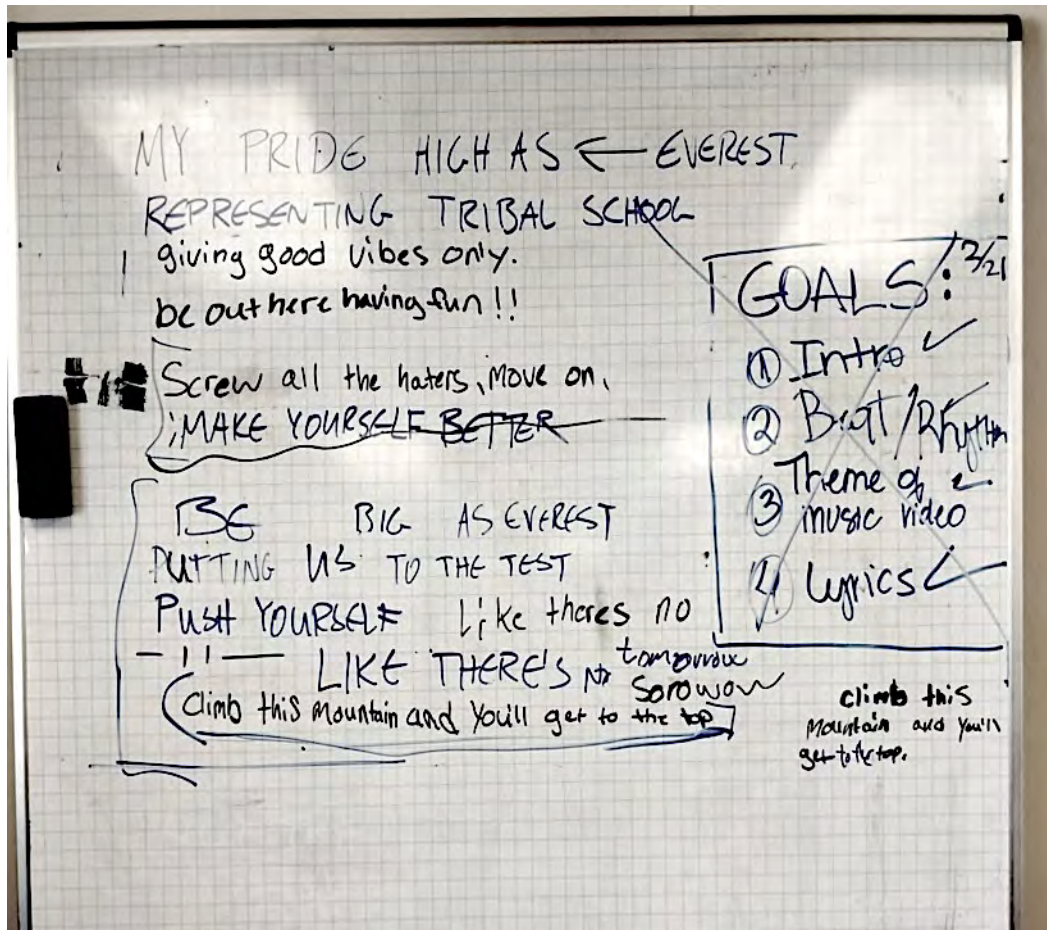 MY PRIDE HIGH AS ← EVEREST.
REPRESENTING TRIBAL SCHOOL
giving good vibes only.
be out here having fun!!
Screw all the haters, move on,
MAKE YOURSELF BETTER
BE BIG AS EVEREST
PUTTING US TO THE TEST
PUSH YOURSELF Like theres no
tomorrow
— 11 — LIKE THERE'S no
sorowow
Climb this mountain and you'll get to the top
GOALS: 3/21
① Intro ✓
② Beat/Rhythm
③ Theme of ✓
music video
④ Lyrics ✓
climb this
mountain and you'll
get to the top.